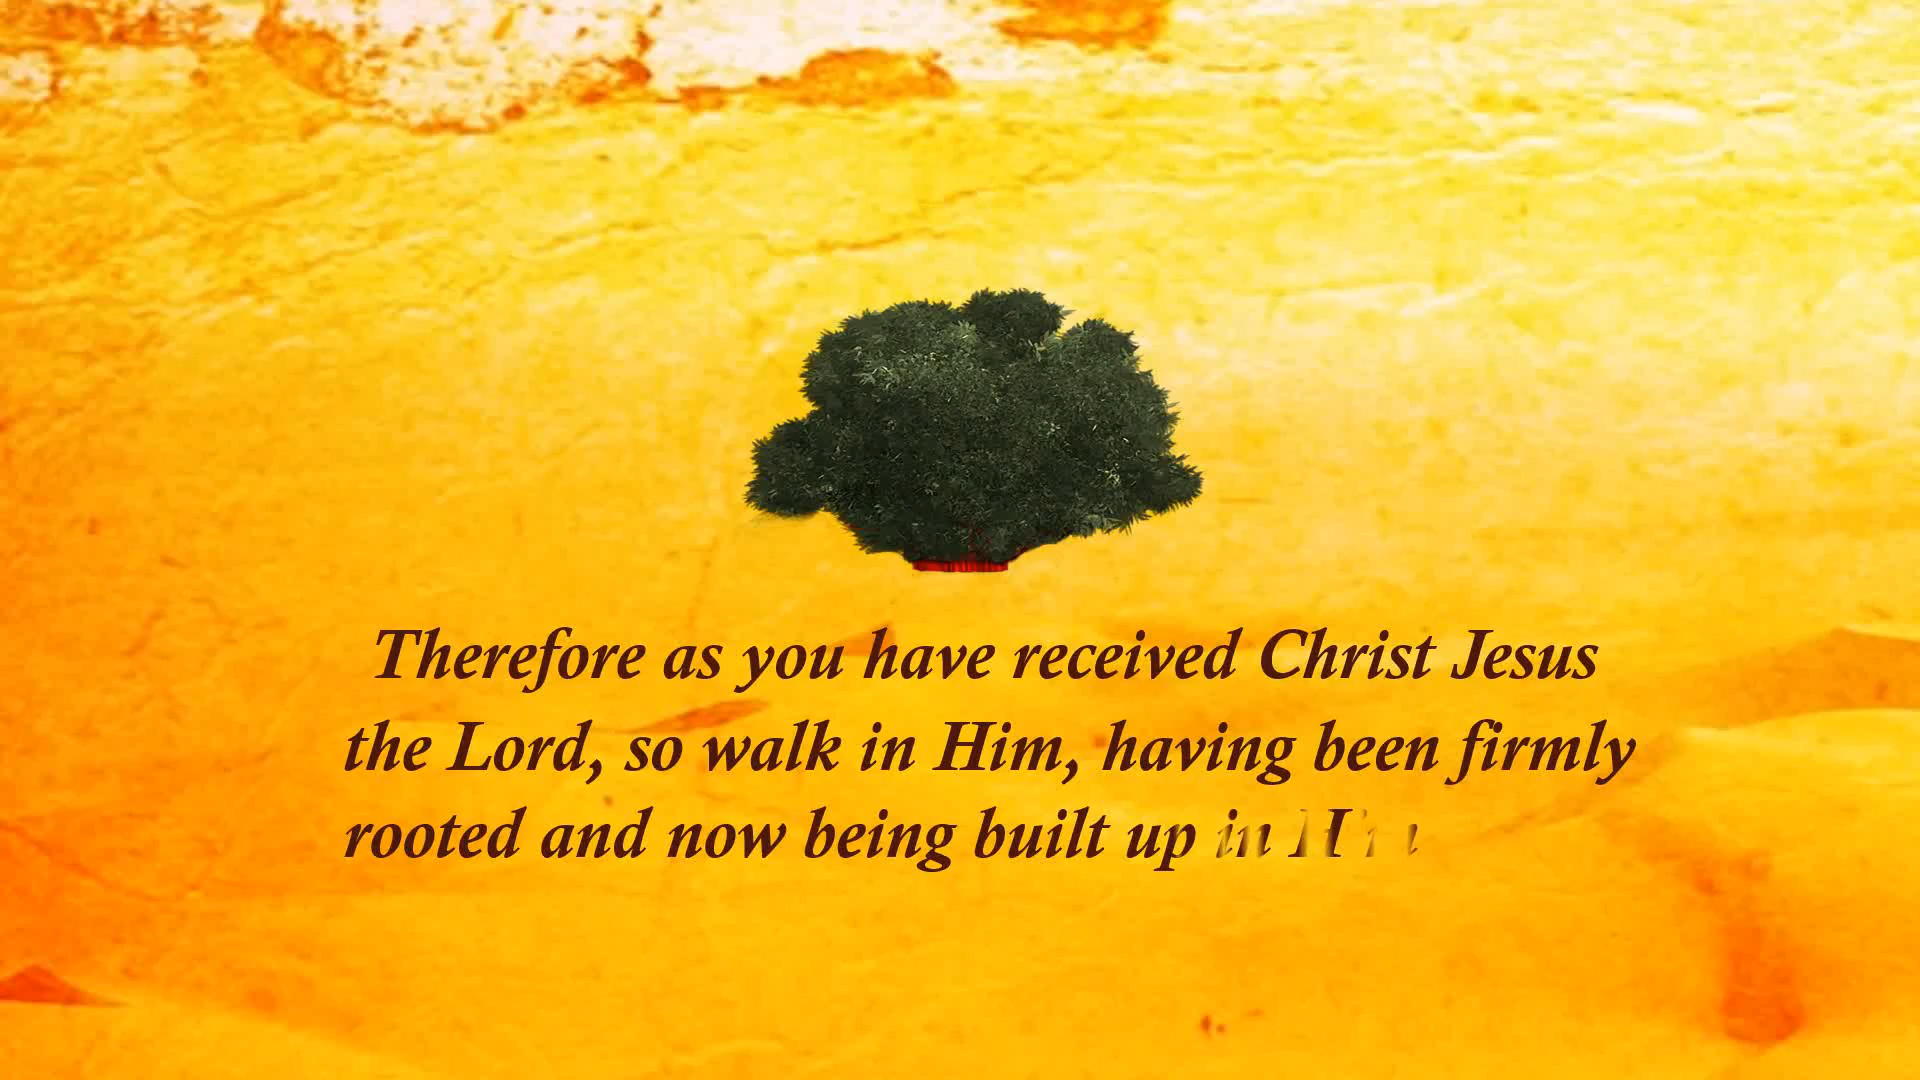 Therefore as you have received Christ Jesus
the Lord, so walk in Him, having been firmly
rooted and now being built up in